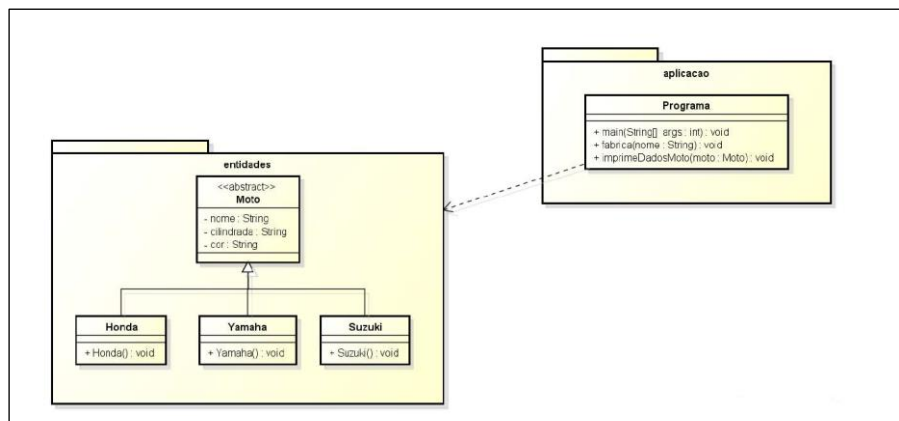 aplicacao
Programa
+ main(String[] args : int) : void
+ fabrica(nome : String) : void
+ imprimeDadosMoto(moto : Moto) : void
entidades
<<abstract>>
Moto
- nome : String
- cilindrada : String
- cor : String
Honda
+ Honda() : void
Yamaha
+ Yamaha() : void
Suzuki
+ Suzuki() : void